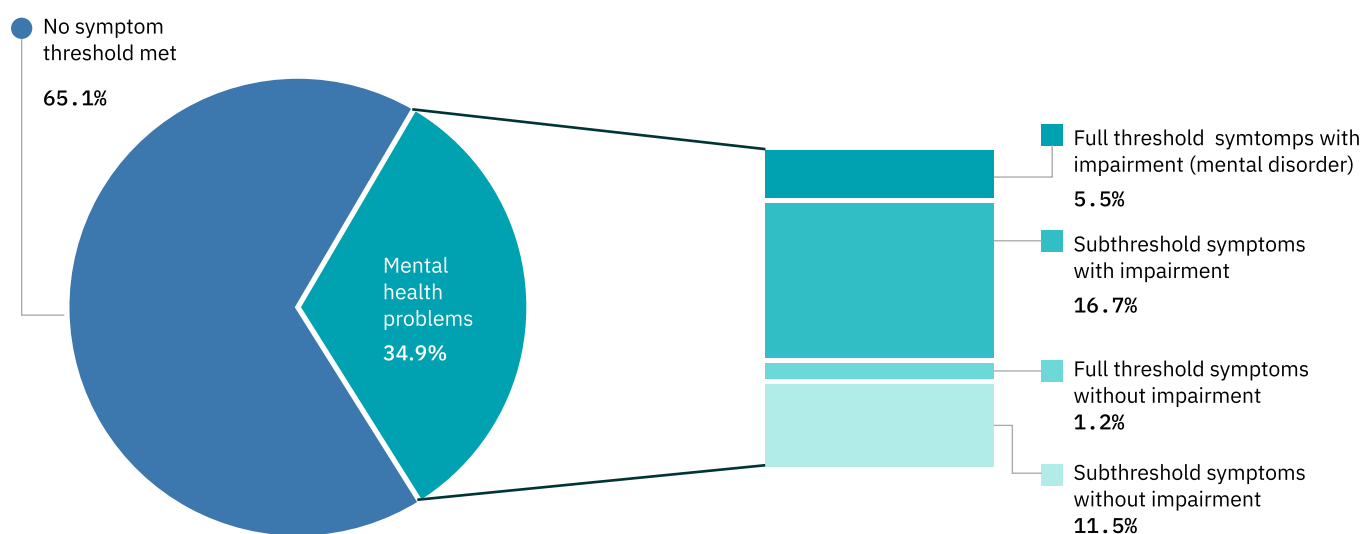 No symptom
threshold met
65.1%
Mental
health
problems
34.9%
Full threshold symtomps with
impairment (mental disorder)
5.5%
Subthreshold symptoms
with impairment
16.7%
Full threshold symptoms
without impairment
1.2%
Subthreshold symptoms
without impairment
11.5%